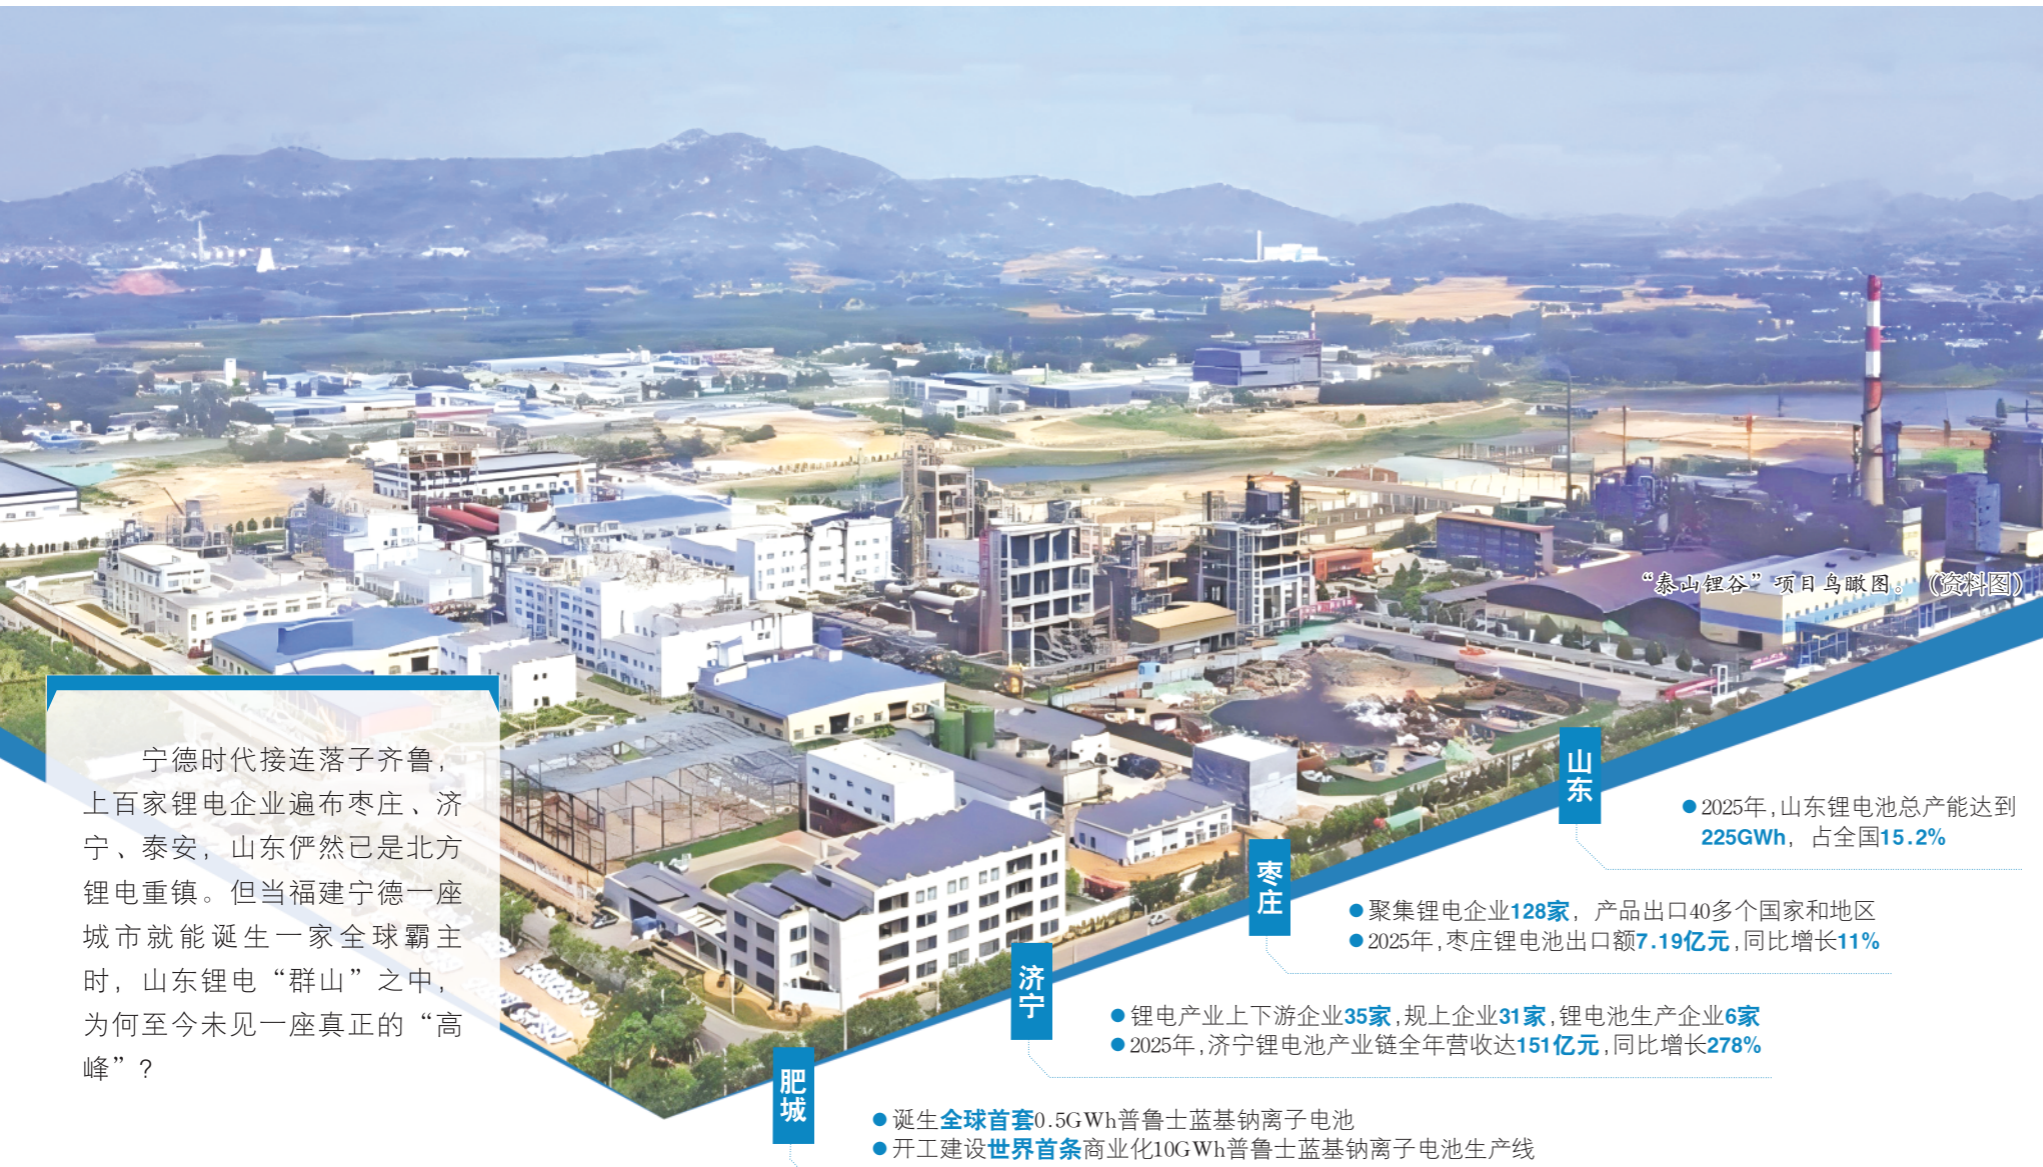 “泰山锂谷”项目鸟瞰图。（资料图）
宁德时代接连落子齐鲁，
上百家锂电企业遍布枣庄、济
宁、泰安，山东俨然已是北方
锂电重镇。但当福建宁德一座
城市就能诞生一家全球霸主
时，山东锂电“群山”之中，
为何至今未见一座真正的“高
峰”？
山东
●2025年，山东锂电池总产能达到
225GWh，占全国15.2%
枣庄
●聚集锂电企业128家，产品出口40多个国家和地区
●2025年，枣庄锂电池出口额7.19亿元，同比增长11%
济宁
●锂电产业上下游企业35家，规上企业31家，锂电池生产企业6家
●2025年，济宁锂电池产业链全年营收达151亿元，同比增长278%
肥城
●诞生全球首套0.5GWh普鲁士蓝基钠离子电池
●开工建设世界首条商业化10GWh普鲁士蓝基钠离子电池生产线